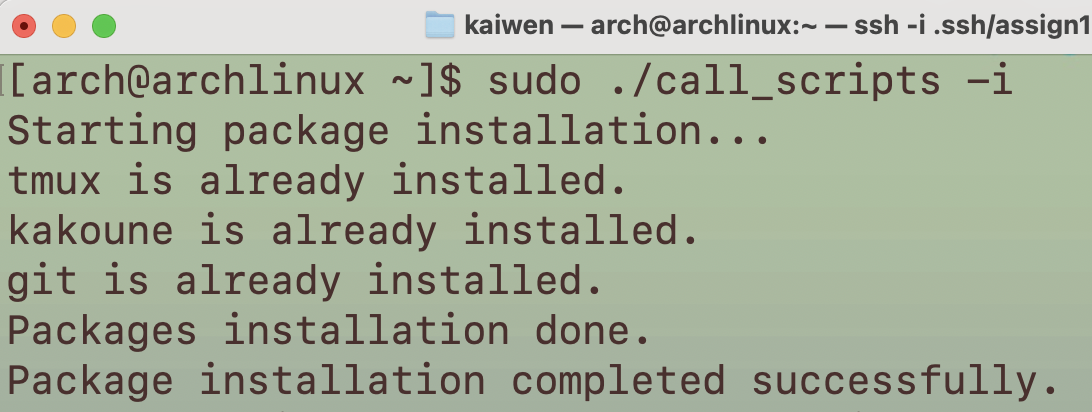 kaiwen — arch@archlinux:~ — ssh -i .ssh/assign1
[[arch@archlinux ~]$ sudo ./call_scripts -i
Starting package installation...
tmux is already installed.
kakoune is already installed.
git is already installed.
Packages installation done.
Package installation completed successfully.